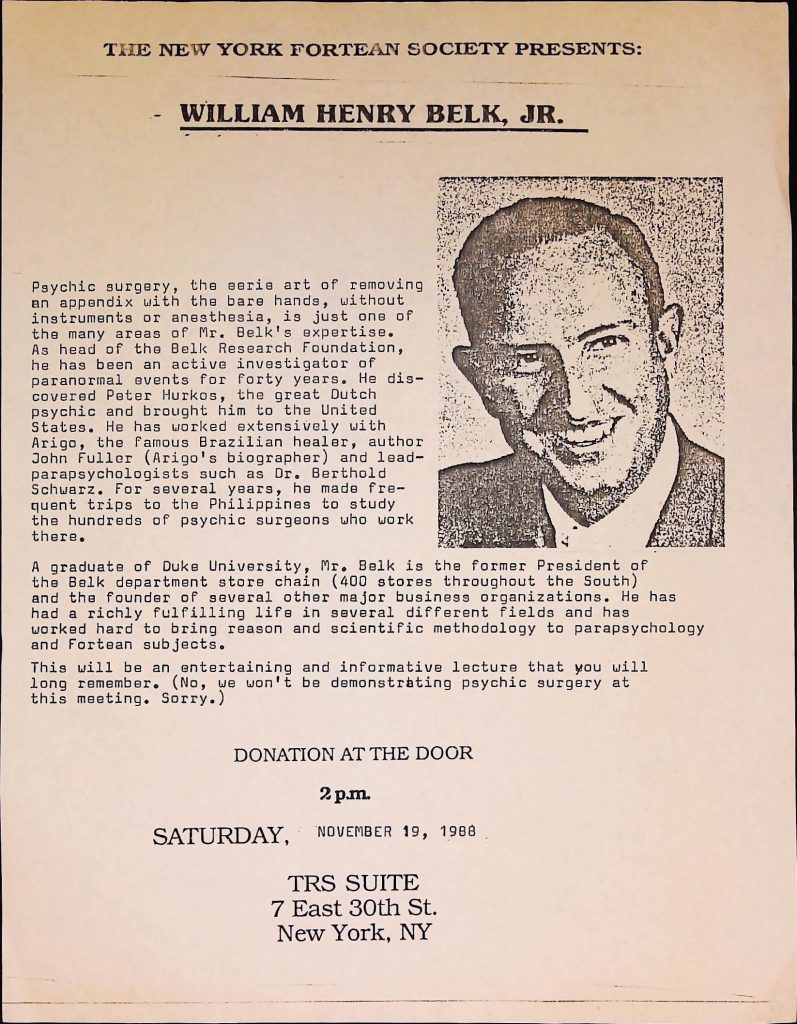 THE NEW YORK FORTEAN SOCIETY PRESENTS:
- WILLIAM HENRY BELK, JR.
Psychic surgery, the eerie art of removing
an appendix with the bare hands, without
instruments or anesthesia, is just one of
the many areas of Mr. Belk's expertise.
As head of the Belk Research Foundation,
he has been an active investigator of
paranormal events for forty years. He dis-
covered Peter Hurkos, the great Dutch
psychic and brought him to the United
States. He has worked extensively with
Arigo, the famous Brazilian healer, author
John Fuller (Arigo's biographer) and lead-
parapsychologists such as Dr. Berthold
Schwarz. For several years, he made fre-
quent trips to the Philippines to study
the hundreds of psychic surgeons who work
there.
A graduate of Duke University, Mr. Belk is the former President of
the Belk department store chain (400 stores throughout the South)
and the founder of several other major business organizations. He has
had a richly fulfilling life in several different fields and has
worked hard to bring reason and scientific methodology to parapsychology
and Fortean subjects.
This will be an entertaining and informative lecture that you will
long remember. (No, we won't be demonstrating psychic surgery at
this meeting. Sorry.)
DONATION AT THE DOOR
2 p.m.
SATURDAY, NOVEMBER 19, 1988
TRS SUITE
7 East 30th St.
New York, NY